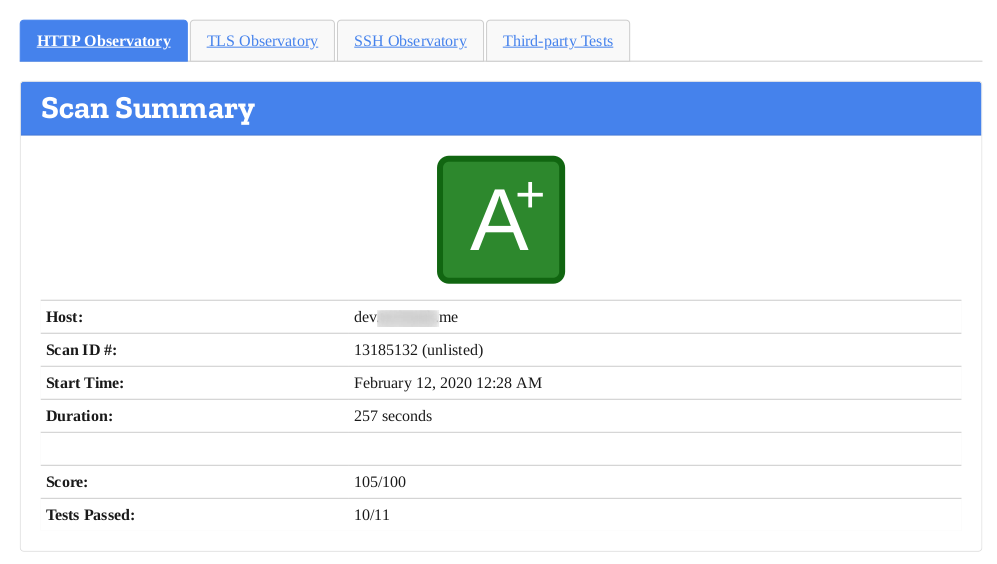 HTTP Observatory TLS Observatory SSH Observatory Third-party Tests
Scan Summary
A+
Host: dev me
Scan ID #: 13185132 (unlisted)
Start Time: February 12, 2020 12:28 AM
Duration: 257 seconds
Score: 105/100
Tests Passed: 10/11